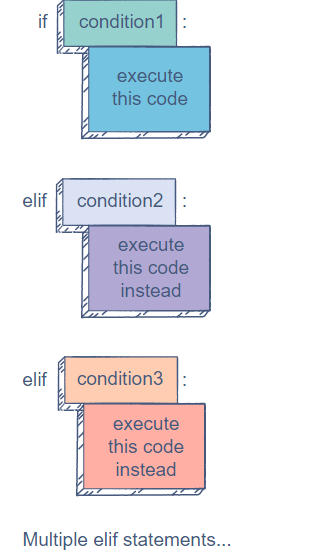 if condition1 :
execute
this code
elif condition2 :
execute
this code
instead
elif condition3 :
execute
this code
instead
Multiple elif statements...